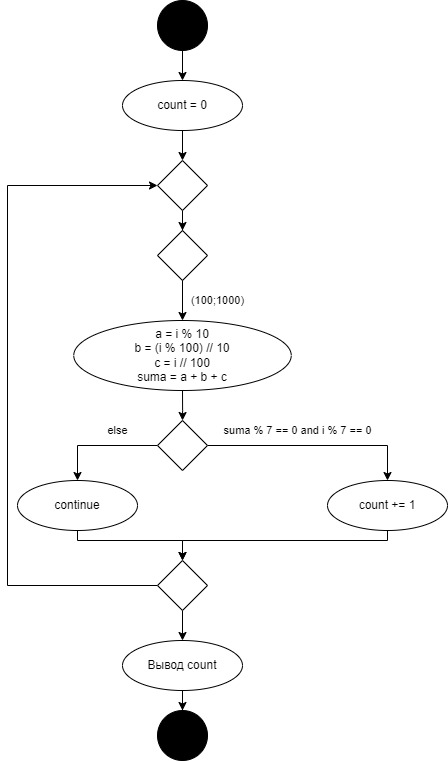 count = 0
(100;1000)
a = i % 10
b = (i % 100) // 10
c = i // 100
suma = a + b + c
else
suma % 7 == 0 and i % 7 == 0
continue
count += 1
Вывод count